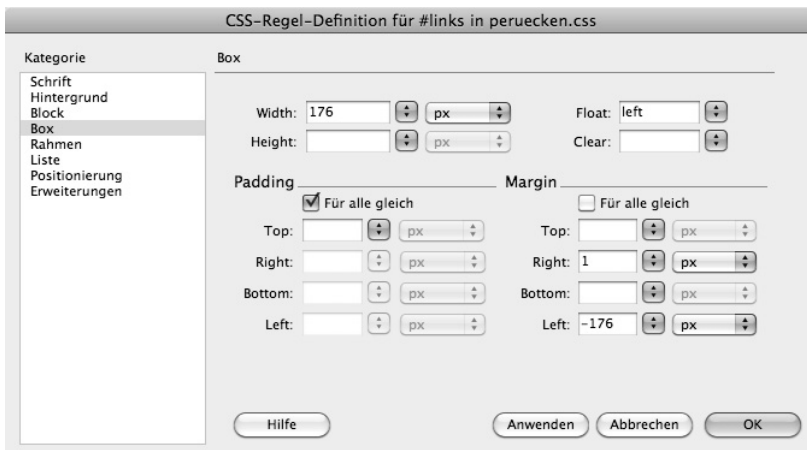 CSS-Regel-Definition für #links in peruecken.css
Kategorie
Schrift
Hintergrund
Block
Box
Rahmen
Liste
Positionierung
Erweiterungen
Box
Width: 176 px Float: left
Height: px Clear:
Padding Margin
Für alle gleich Für alle gleich
Top: px Top: px
Right: px Right: 1 px
Bottom: px Bottom: px
Left: px Left: -176 px
Hilfe Anwenden Abbrechen OK